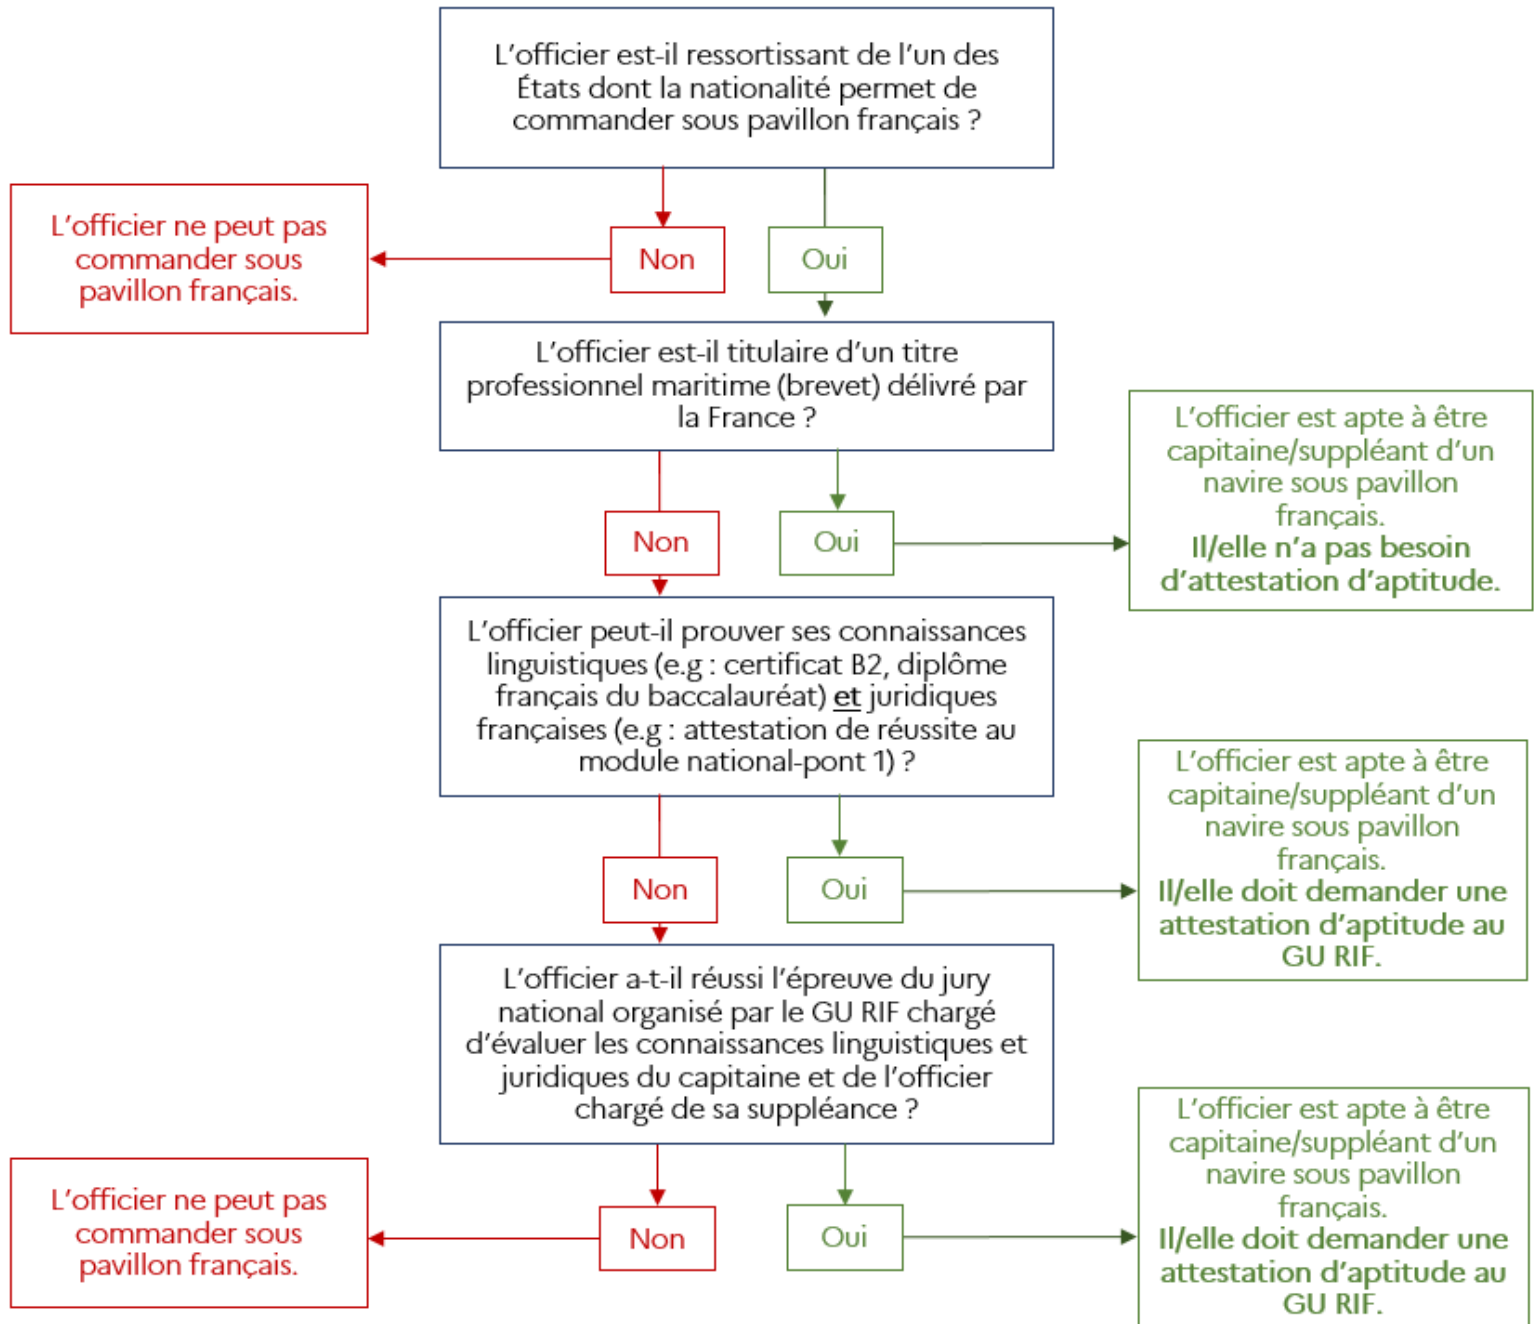 L'officier est-il ressortissant de l'un des
États dont la nationalité permet de
commander sous pavillon français ?
L'officier ne peut pas
commander sous
pavillon français.
Non
Oui
L'officier est-il titulaire d'un titre
professionnel maritime (brevet) délivré par
la France ?
Non
Oui
L'officier est apte à être
capitaine/suppléant d'un
navire sous pavillon
français.
Il/elle n'a pas besoin
d'attestation d'aptitude.
L'officier peut-il prouver ses connaissances
linguistiques (e.g : certificat B2, diplôme
français du baccalauréat) et juridiques
françaises (e.g : attestation de réussite au
module national-pont 1) ?
Non
Oui
L'officier est apte à être
capitaine/suppléant d'un
navire sous pavillon
français.
Il/elle doit demander une
attestation d'aptitude au
GU RIF.
L'officier a-t-il réussi l'épreuve du jury
national organisé par le GU RIF chargé
d'évaluer les connaissances linguistiques et
juridiques du capitaine et de l'officier
chargé de sa suppléance ?
L'officier ne peut pas
commander sous
pavillon français.
Non
Oui
L'officier est apte à être
capitaine/suppléant d'un
navire sous pavillon
français.
Il/elle doit demander une
attestation d'aptitude au
GU RIF.